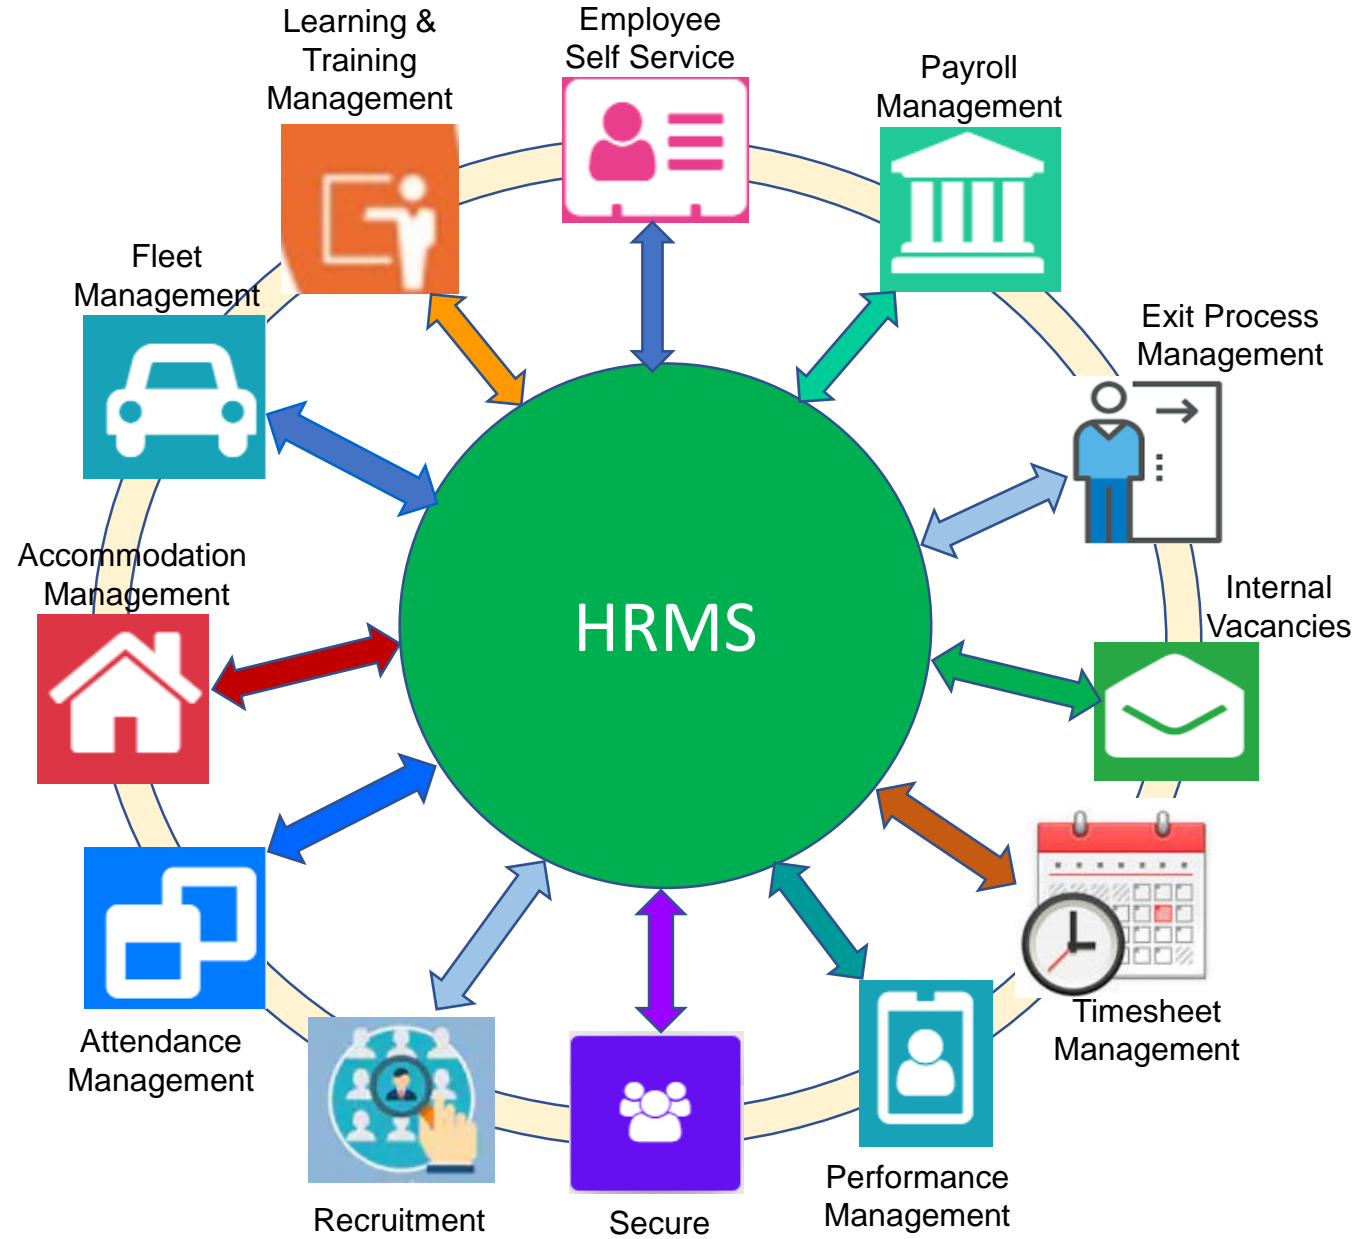 Learning &
Training
Management
Employee
Self Service
Payroll
Management
Exit Process
Management
Internal
Vacancies
Timesheet
Management
Performance
Management
Secure
Recruitment
Attendance
Management
Accommodation
Management
Fleet
Management
HRMS